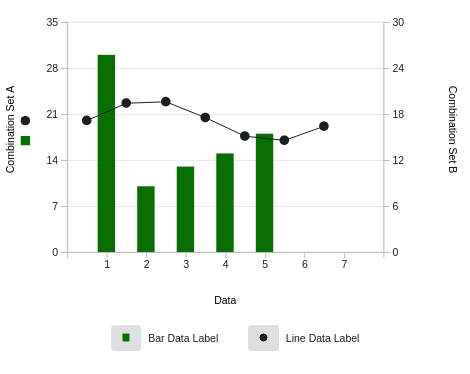 35
30
28
24
21
18
14
12
7
6
0
0
Combination Set A
Combination Set B
1 2 3 4 5 6 7
Data
Bar Data Label
Line Data Label